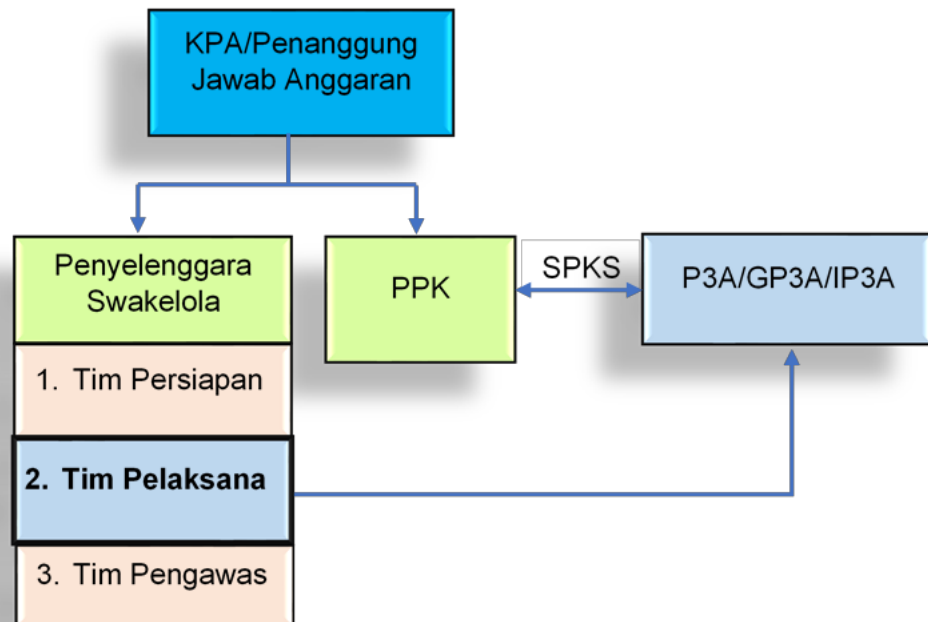 KPA/Penanggung
Jawab Anggaran
Penyelenggara
Swakelola
PPK
SPKS
P3A/GP3A/IP3A
1. Tim Persiapan
2. Tim Pelaksana
3. Tim Pengawas